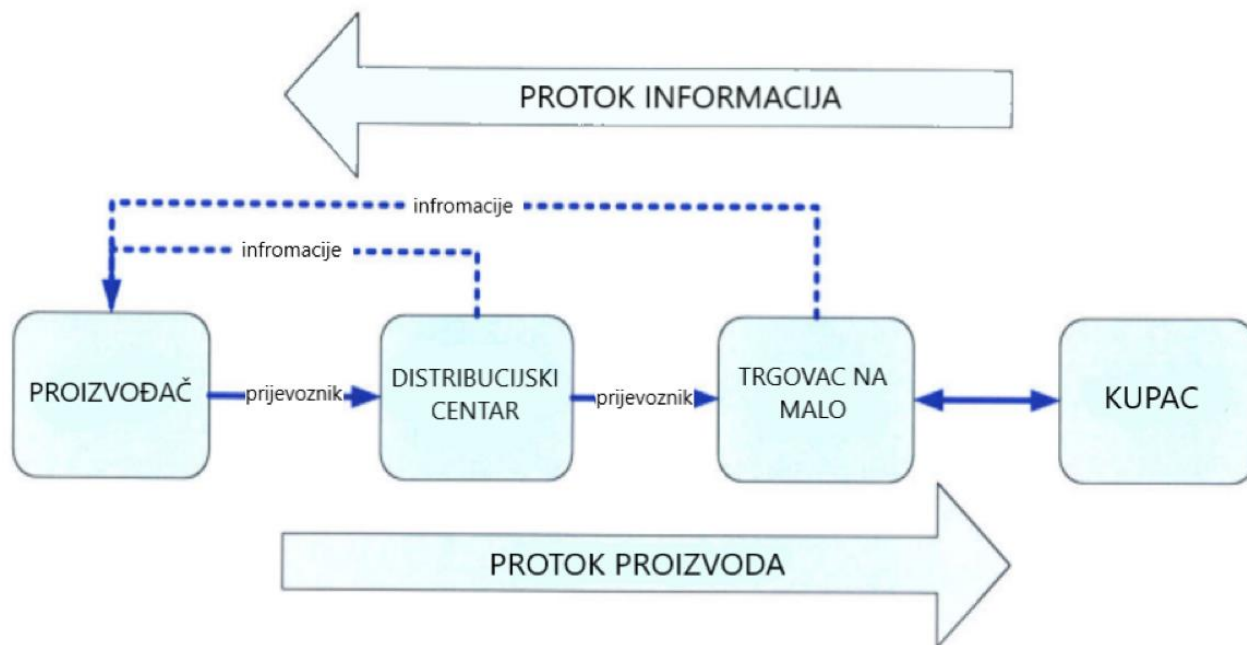 PROTOK INFORMACIJA
infromacije
infromacije
PROIZVOĐAČ
prijevoznik
DISTRIBUCIJSKI
CENTAR
prijevoznik
TRGOVAC NA
MALO
KUPAC
PROTOK PROIZVODA